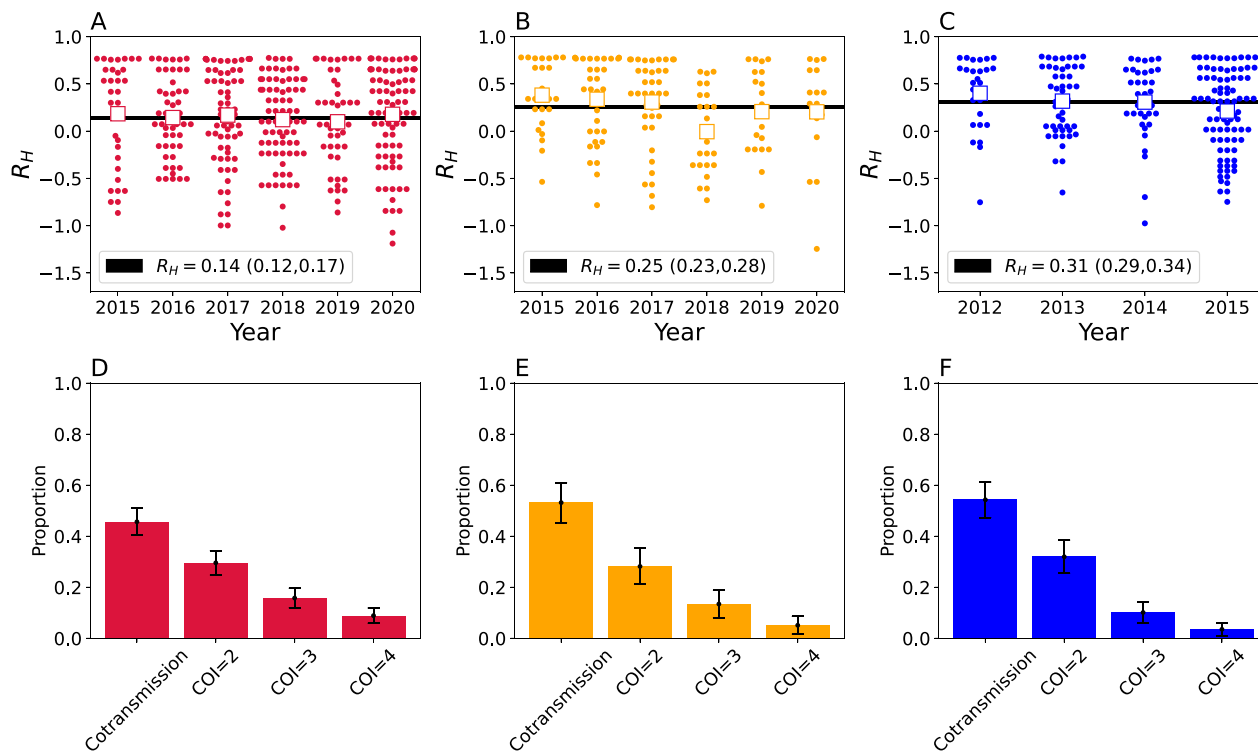 A
B
C
1.0
0.5
0.0
−0.5
−1.0
−1.5
R_H
R_H = 0.14 (0.12,0.17)
2015 2016 2017 2018 2019 2020
Year
1.0
0.5
0.0
−0.5
−1.0
−1.5
R_H
R_H = 0.25 (0.23,0.28)
2015 2016 2017 2018 2019 2020
Year
1.0
0.5
0.0
−0.5
−1.0
−1.5
R_H
R_H = 0.31 (0.29,0.34)
2012 2013 2014 2015
Year
D
1.0
0.8
0.6
0.4
0.2
0.0
Proportion
Cotransmission
COI=2
COI=3
COI=4
E
1.0
0.8
0.6
0.4
0.2
0.0
Proportion
Cotransmission
COI=2
COI=3
COI=4
F
1.0
0.8
0.6
0.4
0.2
0.0
Proportion
Cotransmission
COI=2
COI=3
COI=4